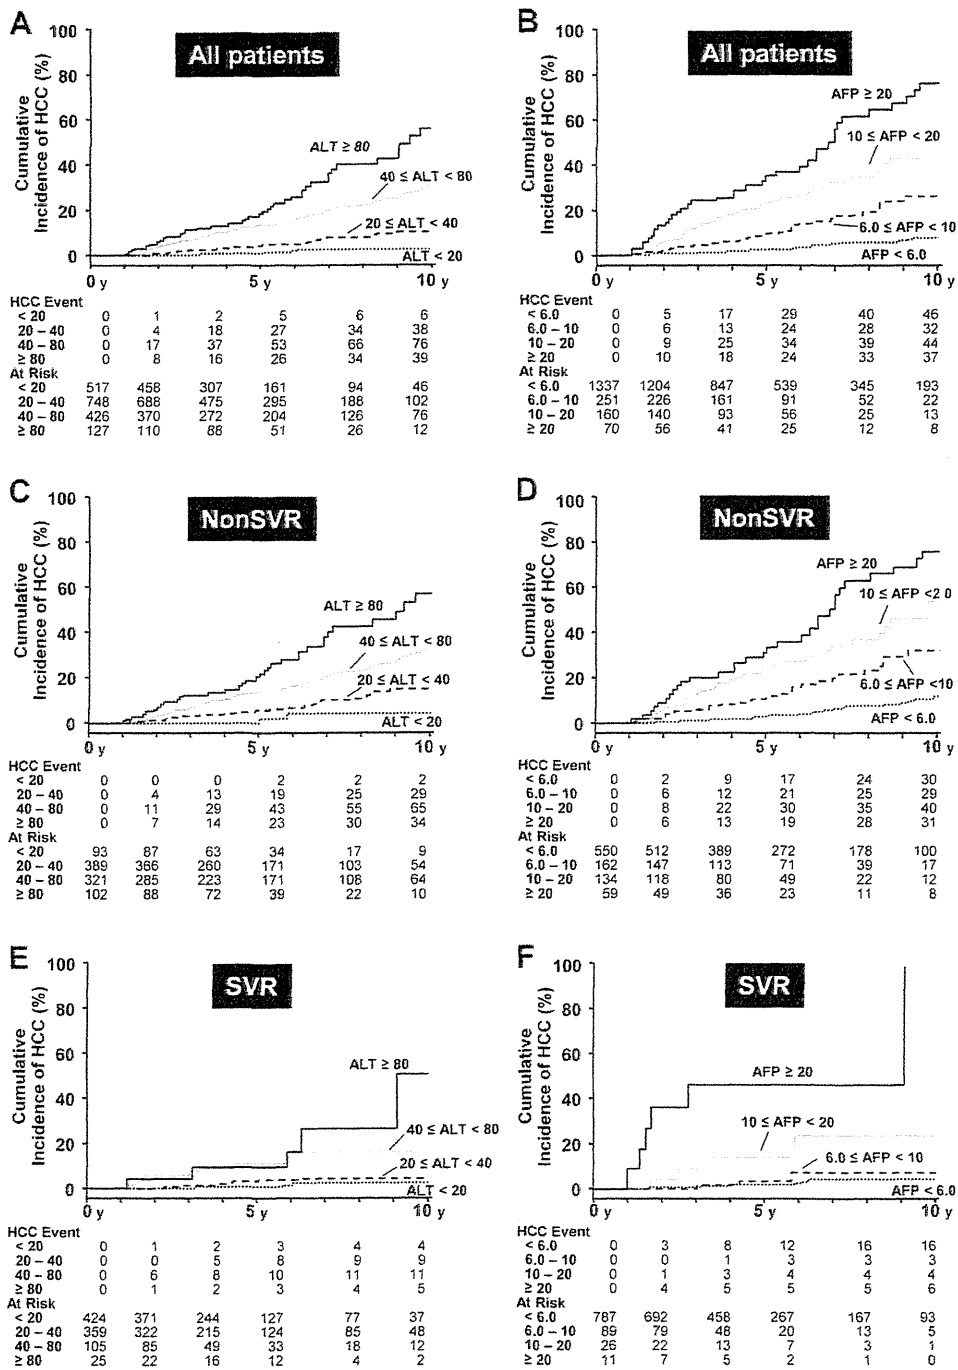 A
All patients
Cumulative
Incidence of HCC (%)
100
80
60
40
20
0
ALT ≥ 80
40 ≤ ALT < 80
20 ≤ ALT < 40
ALT < 20
0 y
5 y
10 y
HCC Event
< 20 0 1 2 5 6 6
20 – 40 0 4 18 27 34 38
40 – 80 0 17 37 53 66 76
≥ 80 0 8 16 26 34 39
At Risk
< 20 517 458 307 161 94 46
20 – 40 748 688 475 295 188 102
40 – 80 426 370 272 204 126 76
≥ 80 127 110 88 51 26 12
B
All patients
Cumulative
Incidence of HCC (%)
100
80
60
40
20
0
AFP ≥ 20
10 ≤ AFP < 20
6.0 ≤ AFP < 10
AFP < 6.0
0 y
5 y
10 y
HCC Event
< 6.0 0 5 17 29 40 46
6.0 – 10 0 6 13 24 28 32
10 – 20 0 9 25 34 39 44
≥ 20 0 10 18 24 33 37
At Risk
< 6.0 1337 1204 847 539 345 193
6.0 – 10 251 226 161 91 52 22
10 – 20 160 140 93 56 25 13
≥ 20 70 56 41 25 12 8
C
NonSVR
Cumulative
Incidence of HCC (%)
100
80
60
40
20
0
ALT ≥ 80
40 ≤ ALT < 80
20 ≤ ALT < 40
ALT < 20
0 y
5 y
10 y
HCC Event
< 20 0 0 0 2 2 2
20 – 40 0 4 13 19 25 29
40 – 80 0 11 29 43 55 65
≥ 80 0 7 14 23 30 34
At Risk
< 20 93 87 63 34 17 9
20 – 40 389 366 260 171 103 54
40 – 80 321 285 223 171 108 64
≥ 80 102 88 72 39 22 10
D
NonSVR
Cumulative
Incidence of HCC (%)
100
80
60
40
20
0
AFP ≥ 20
10 ≤ AFP <2 0
6.0 ≤ AFP <10
AFP < 6.0
0 y
5 y
10 y
HCC Event
< 6.0 0 2 9 17 24 30
6.0 – 10 0 6 12 21 25 29
10 – 20 0 8 22 30 35 40
≥ 20 0 6 13 19 28 31
At Risk
< 6.0 550 512 389 272 178 100
6.0 – 10 162 147 113 71 39 17
10 – 20 134 118 80 49 22 12
≥ 20 59 49 36 23 11 8
E
SVR
Cumulative
Incidence of HCC (%)
100
80
60
40
20
0
ALT ≥ 80
40 ≤ ALT < 80
20 ≤ ALT < 40
ALT < 20
0 y
5 y
10 y
HCC Event
< 20 0 1 2 3 4 4
20 – 40 0 0 5 8 9 9
40 – 80 0 6 8 10 11 11
≥ 80 0 1 2 3 4 5
At Risk
< 20 424 371 244 127 77 37
20 – 40 359 322 215 124 85 48
40 – 80 105 85 49 33 18 12
≥ 80 25 22 16 12 4 2
F
SVR
Cumulative
Incidence of HCC (%)
100
80
60
40
20
0
AFP ≥ 20
10 ≤ AFP < 20
6.0 ≤ AFP < 10
AFP < 6.0
0 y
5 y
10 y
HCC Event
< 6.0 0 3 8 12 16 16
6.0 – 10 0 0 1 3 3 3
10 – 20 0 1 3 4 4 4
≥ 20 0 4 5 5 5 6
At Risk
< 6.0 787 692 458 267 167 93
6.0 – 10 89 79 48 20 13 5
10 – 20 26 22 13 7 3 1
≥ 20 11 7 5 2 1 0